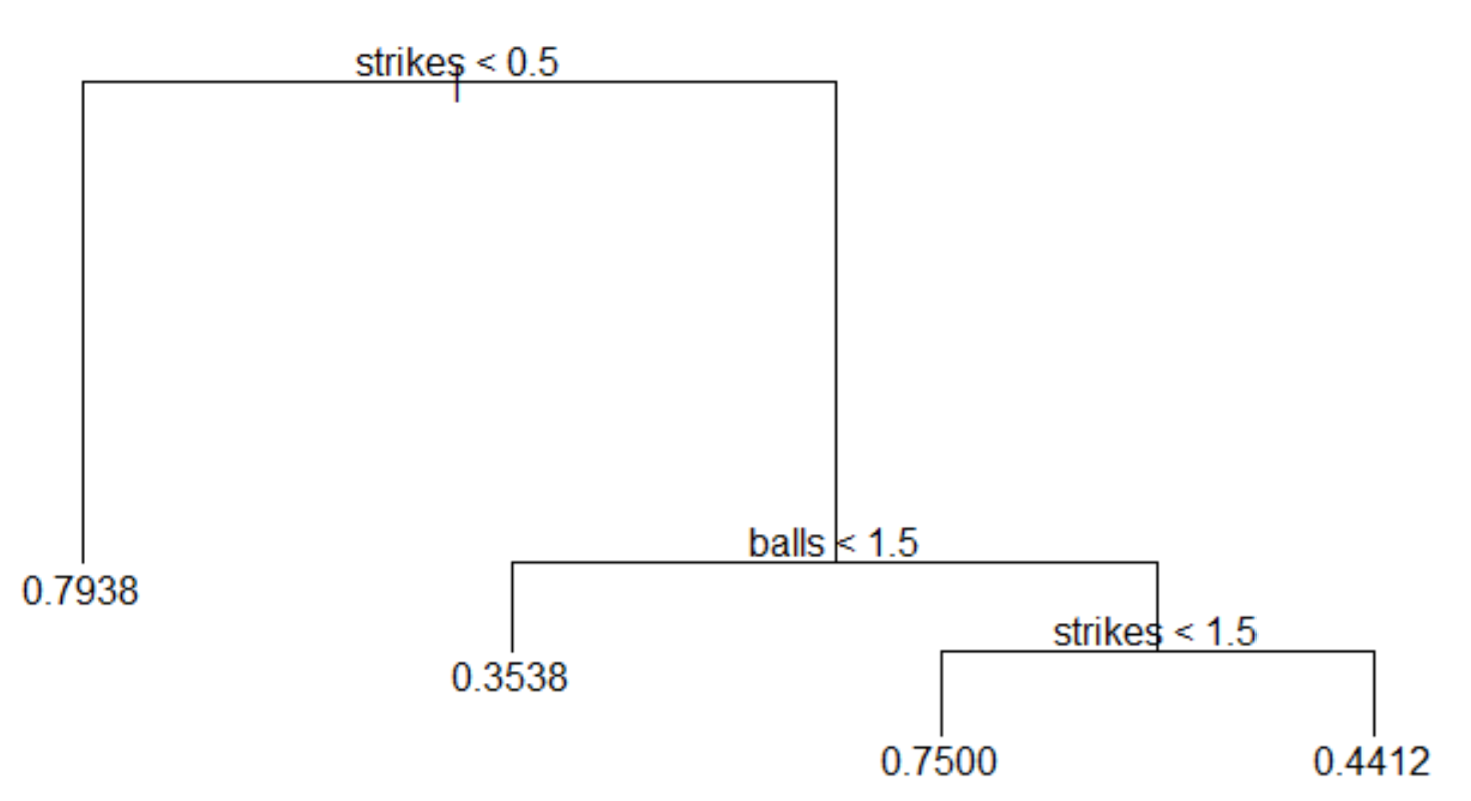 strikes < 0.5
balls < 1.5
0.7938
strikes < 1.5
0.3538
0.7500
0.4412